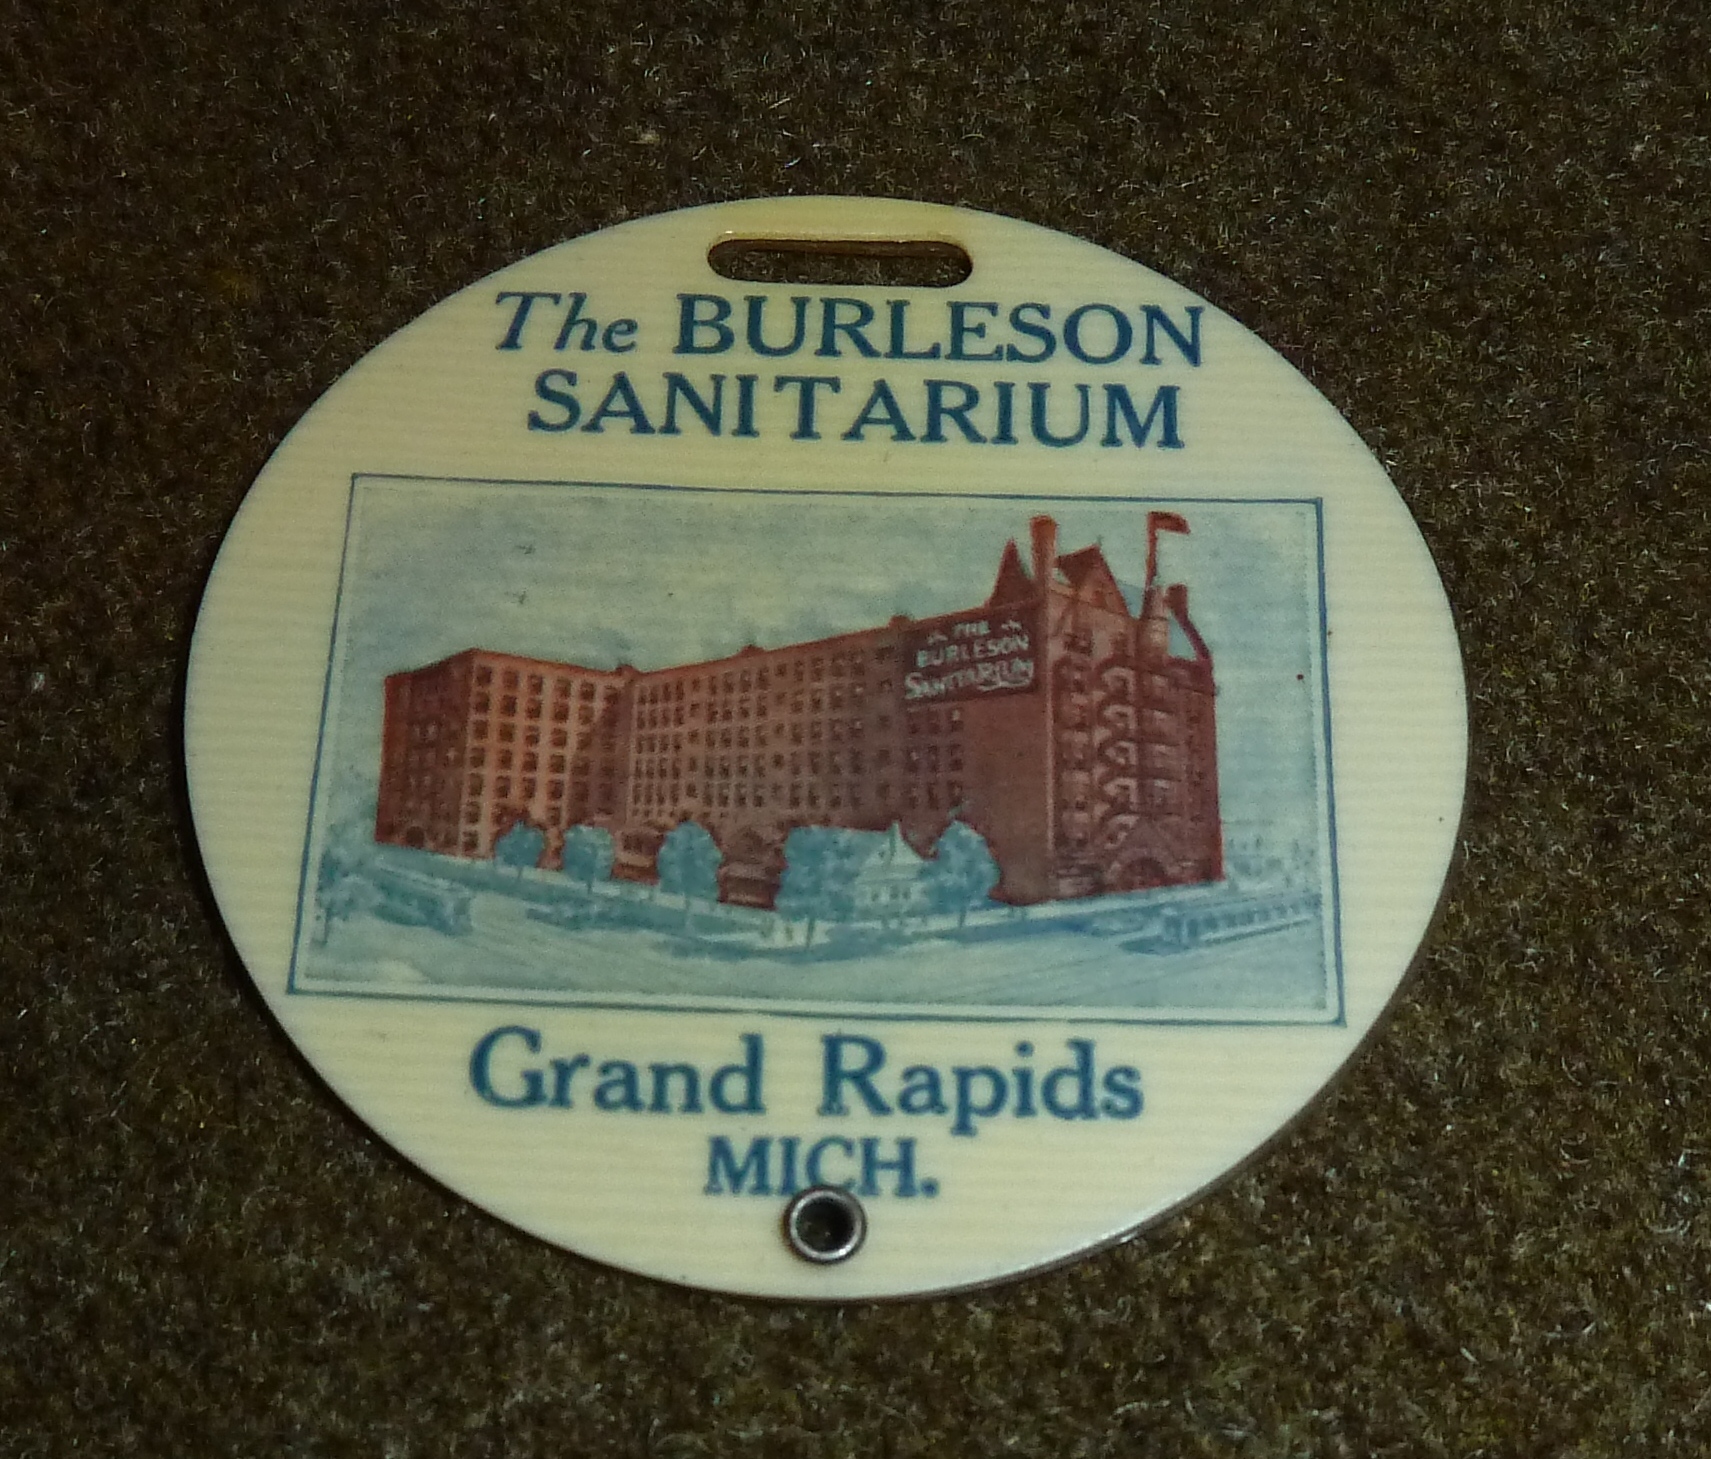 The BURLESON
SANITARIUM
THE
BURLESON
SANITARIUM
Grand Rapids
MICH.